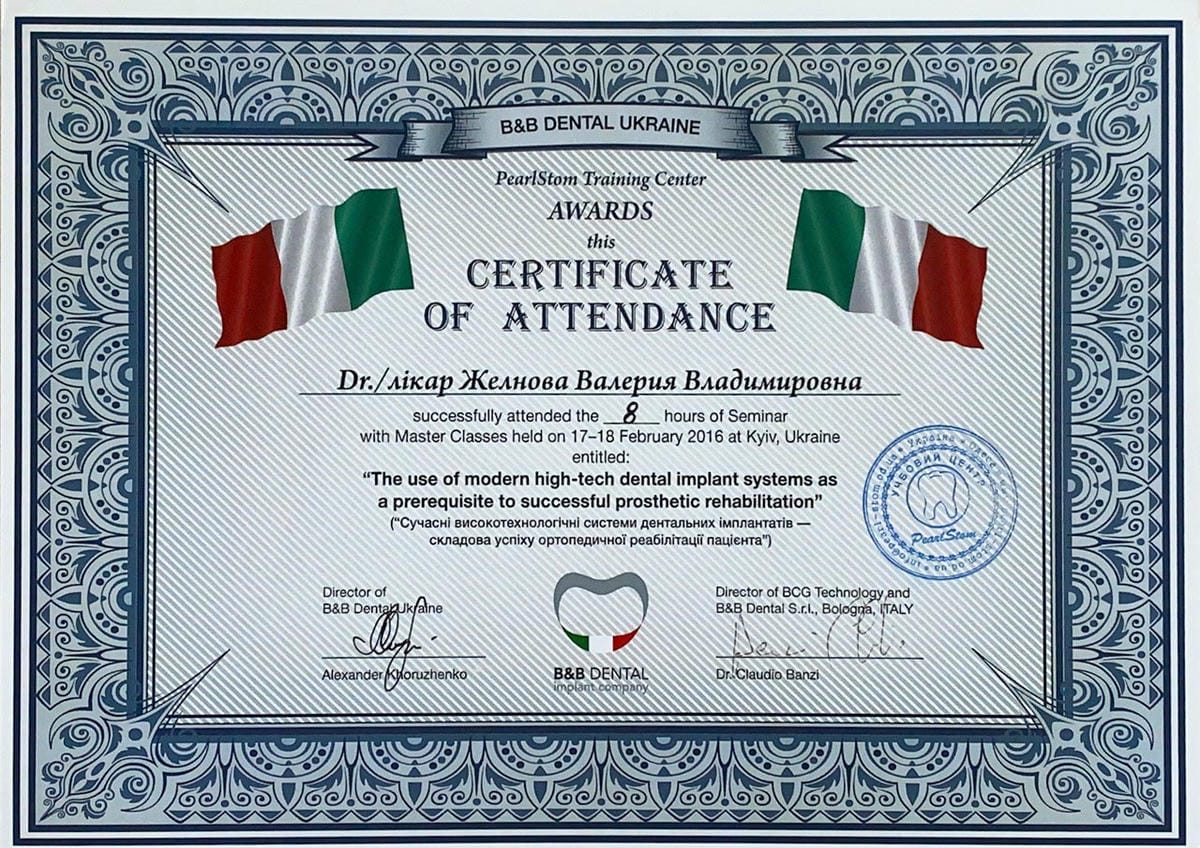 B&B DENTAL UKRAINE
PearlStom Training Center
AWARDS
this
CERTIFICATE
OF ATTENDANCE
Dr./лікар Желнова Валерия Владимировна
successfully attended the 8 hours of Seminar
with Master Classes held on 17–18 February 2016 at Kyiv, Ukraine
entitled:
“The use of modern high-tech dental implant systems as
a prerequisite to successful prosthetic rehabilitation”
(“Сучасні високотехнологічні системи дентальних імплантатів —
складова успіху ортопедичної реабілітації пацієнта”)
Україна
УЧБОВИЙ ЦЕНТР
PearlStom
Director of
B&B Dental Ukraine
Alexander Khoruzhenko
B&B DENTAL
implant company
Director of BCG Technology and
B&B Dental S.r.l., Bologna, ITALY
Dr. Claudio Banzi